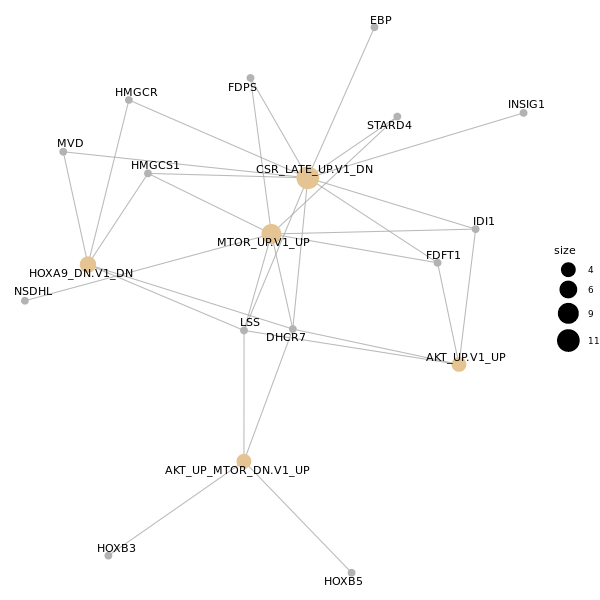 EBP
FDPS
HMGCR
INSIG1
STARD4
MVD
HMGCS1
CSR_LATE_UP.V1_DN
IDI1
MTOR_UP.V1_UP
FDFT1
HOXA9_DN.V1_DN
NSDHL
LSS
DHCR7
AKT_UP.V1_UP
AKT_UP_MTOR_DN.V1_UP
HOXB3
HOXB5
size
4
6
9
11